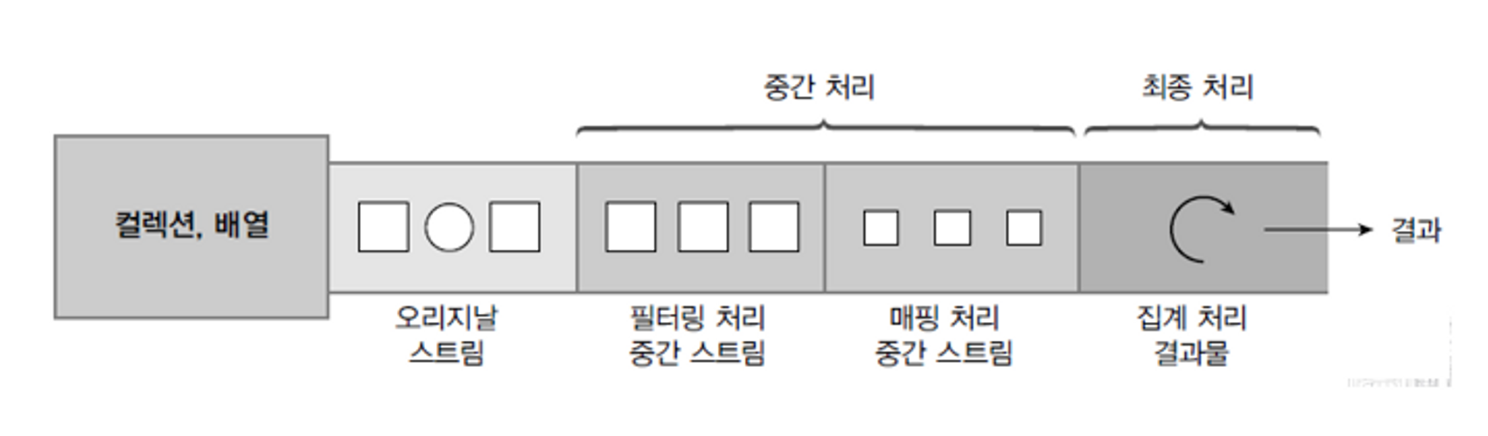 중간 처리
최종 처리
컬렉션, 배열
결과
오리지날
스트림
필터링 처리
중간 스트림
매핑 처리
중간 스트림
집계 처리
결과물